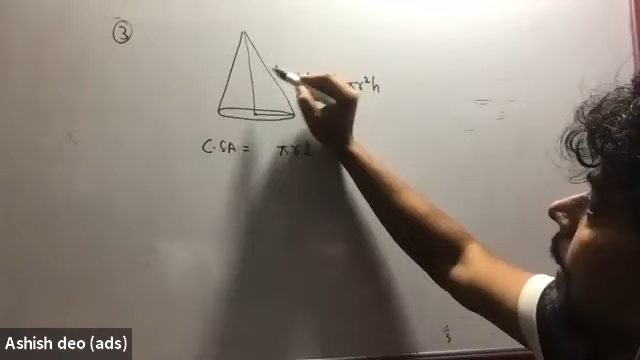 3
πr²h
C.SA = πrl
Ashish deo (ads)